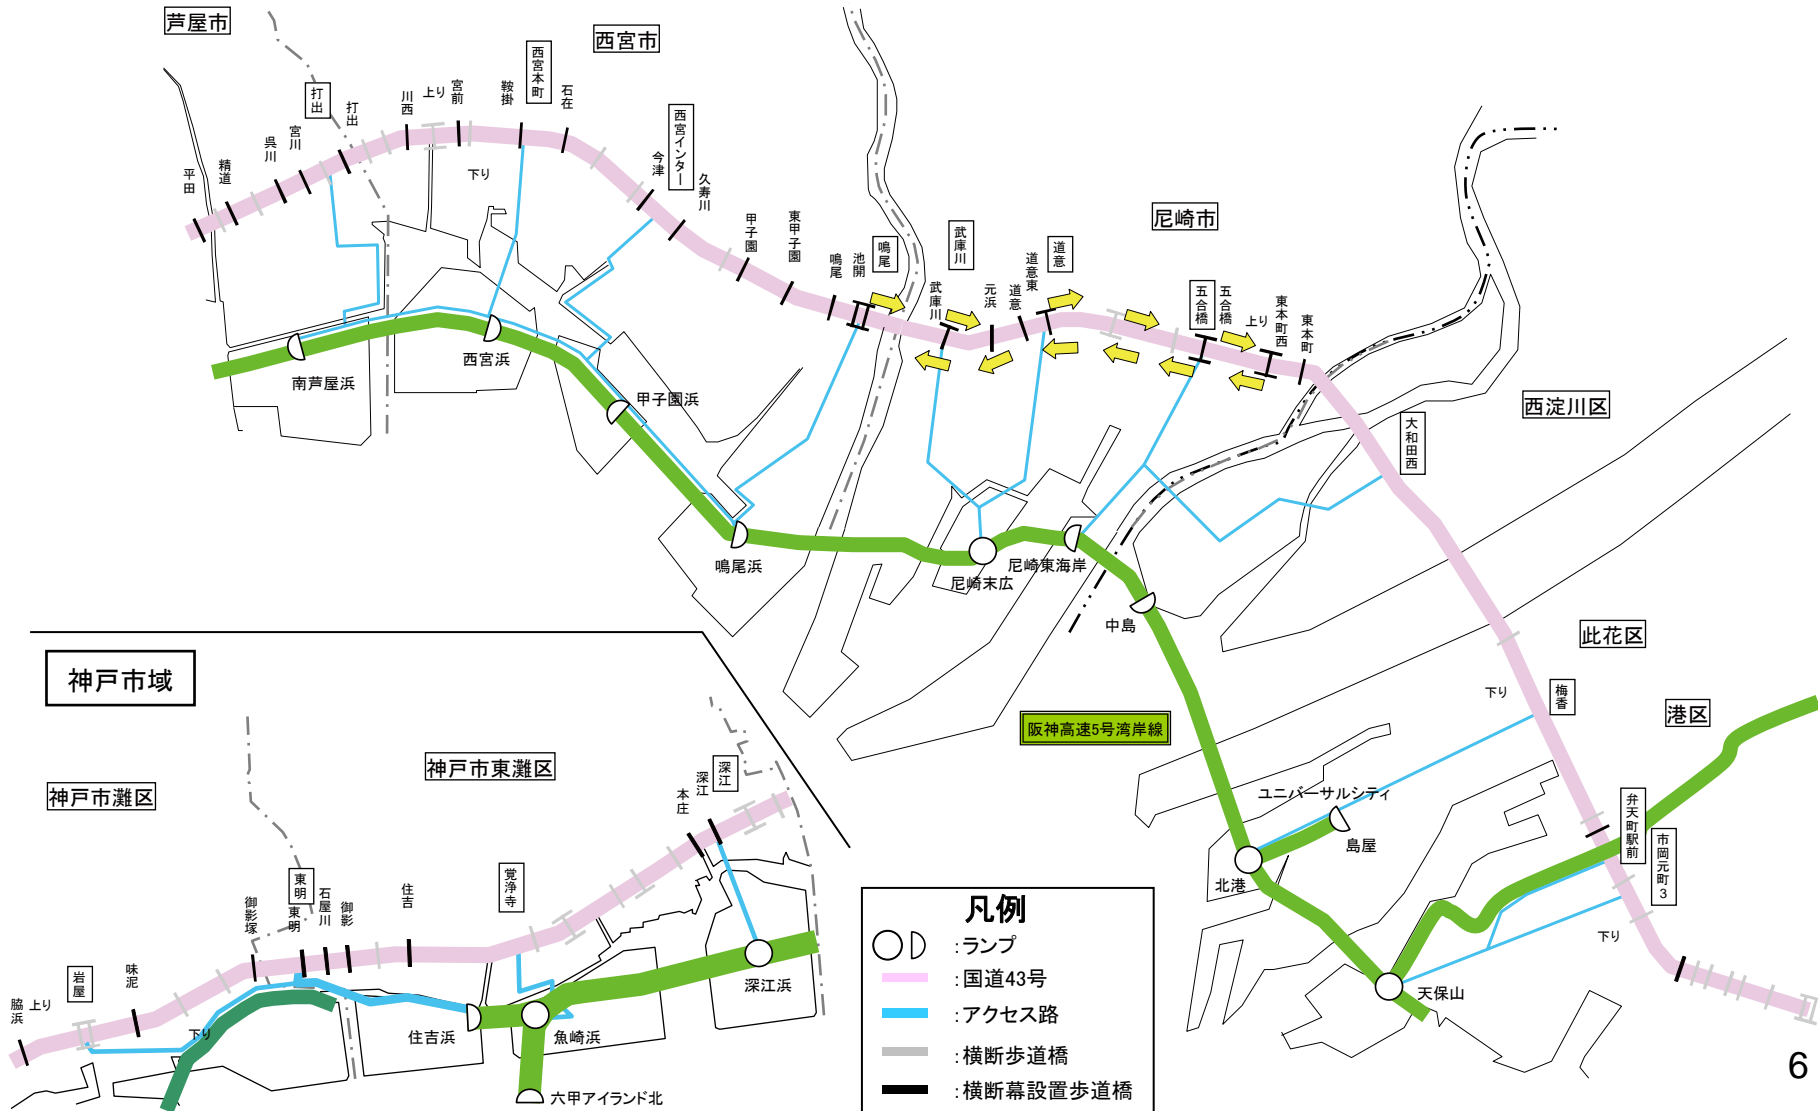 芦屋市
西宮市
尼崎市
西淀川区
此花区
港区
平田
精道
呉川
宮川
打出
打出
川西
上り
宮前
下り
鞍掛
西宮本町
石在
今津
西宮インター
久寿川
甲子園
東甲子園
鳴尾
池開
鳴尾
武庫川
武庫川
元浜
道意
道意東
道意
五合橋
五合橋
上り
東本町西
東本町
大和田西
南芦屋浜
西宮浜
甲子園浜
鳴尾浜
尼崎末広
尼崎東海岸
中島
阪神高速5号湾岸線
下り
梅香
ユニバーサルシティ
島屋
北港
弁天町駅前
市岡元町3
下り
天保山
神戸市域
神戸市灘区
神戸市東灘区
脇浜
上り
岩屋
味泥
下り
御影塚
東明
東明
石屋川
御影
住吉
覚浄寺
本庄
深江
深江
住吉浜
魚崎浜
深江浜
六甲アイランド北
凡例
:ランプ
:国道43号
:アクセス路
:横断歩道橋
:横断幕設置歩道橋
6